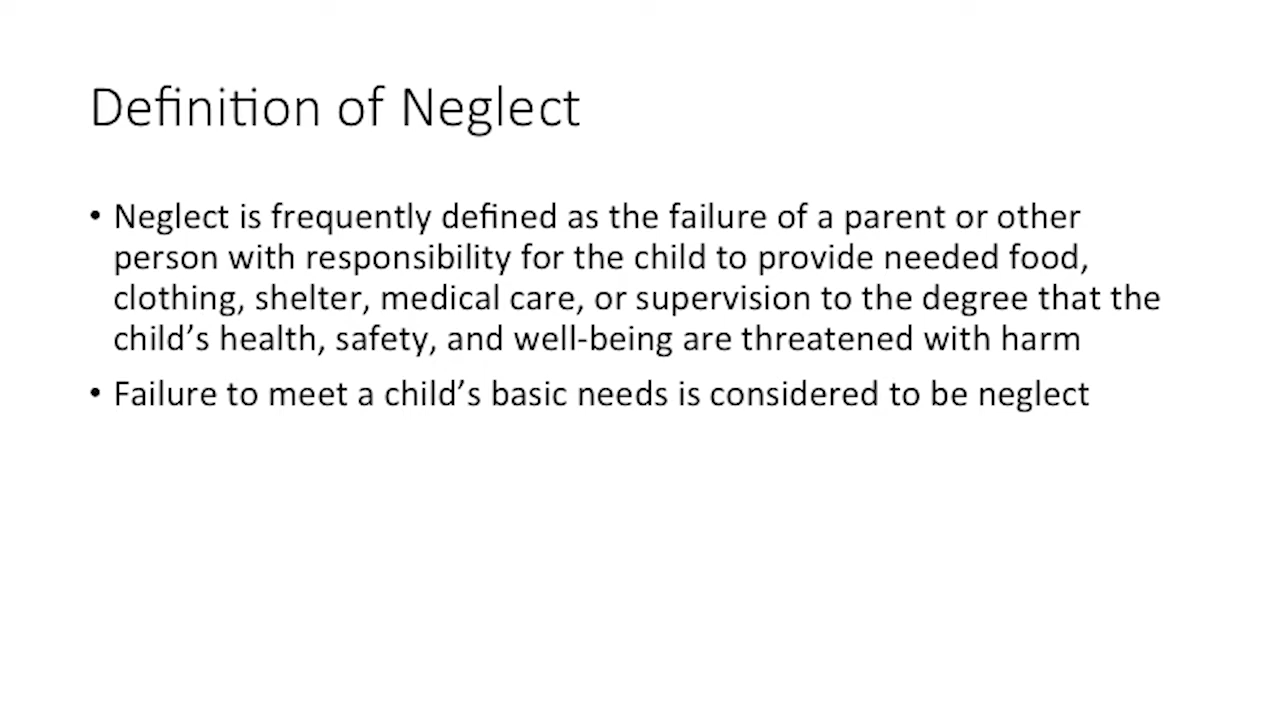 Definition of Neglect
• Neglect is frequently defined as the failure of a parent or other
person with responsibility for the child to provide needed food,
clothing, shelter, medical care, or supervision to the degree that the
child’s health, safety, and well-being are threatened with harm
• Failure to meet a child’s basic needs is considered to be neglect